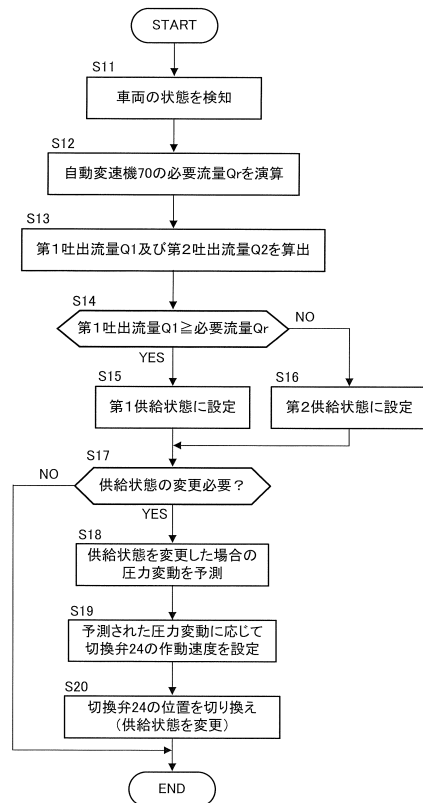 START
S11
車両の状態を検知
S12
自動変速機70の必要流量Qrを演算
S13
第1吐出流量Q1及び第2吐出流量Q2を算出
S14
第1吐出流量Q1≧必要流量Qr
NO
YES
S15
第1供給状態に設定
S16
第2供給状態に設定
S17
NO
供給状態の変更必要?
YES
S18
供給状態を変更した場合の
圧力変動を予測
S19
予測された圧力変動に応じて
切換弁24の作動速度を設定
S20
切換弁24の位置を切り換え
(供給状態を変更)
END